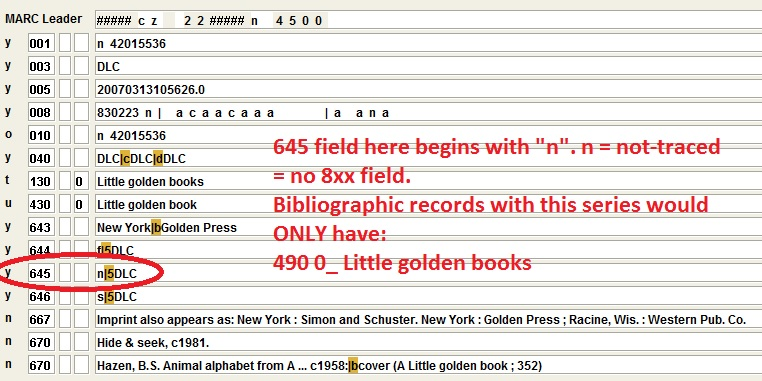 MARC Leader ##### c z 2 2 ##### n 4 5 0 0
y 001 n 42015536
y 003 DLC
y 005 20070313105626.0
y 008 830223 n | a c a a c a a a | a a n a
o 010 n 42015536
y 040 DLC|cDLC|dDLC
t 130 0 Little golden books
u 430 0 Little golden book
y 643 New York|bGolden Press
y 644 f|5DLC
y 645 n|5DLC
y 646 s|5DLC
n 667 Imprint also appears as: New York : Simon and Schuster. New York : Golden Press ; Racine, Wis. : Western Pub. Co.
n 670 Hide & seek, c1981.
n 670 Hazen, B.S. Animal alphabet from A ... c1958:|bcover (A Little golden book ; 352)
645 field here begins with "n". n = not-traced
= no 8xx field.
Bibliographic records with this series would
ONLY have:
490 0_ Little golden books